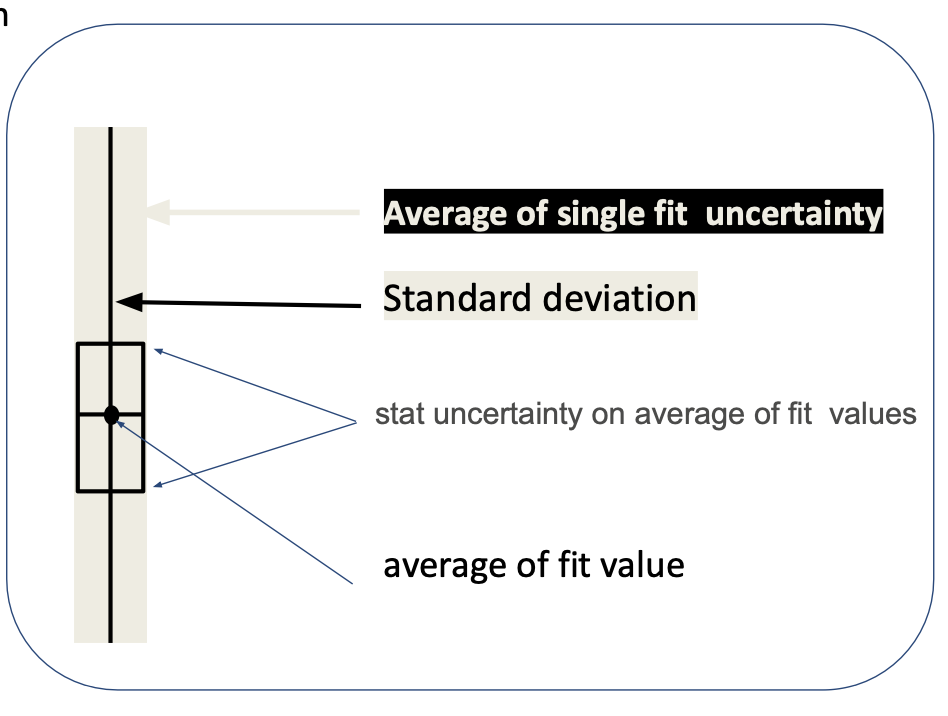 n
Average of single fit  uncertainty
Standard deviation
stat uncertainty on average of fit  values
average of fit value